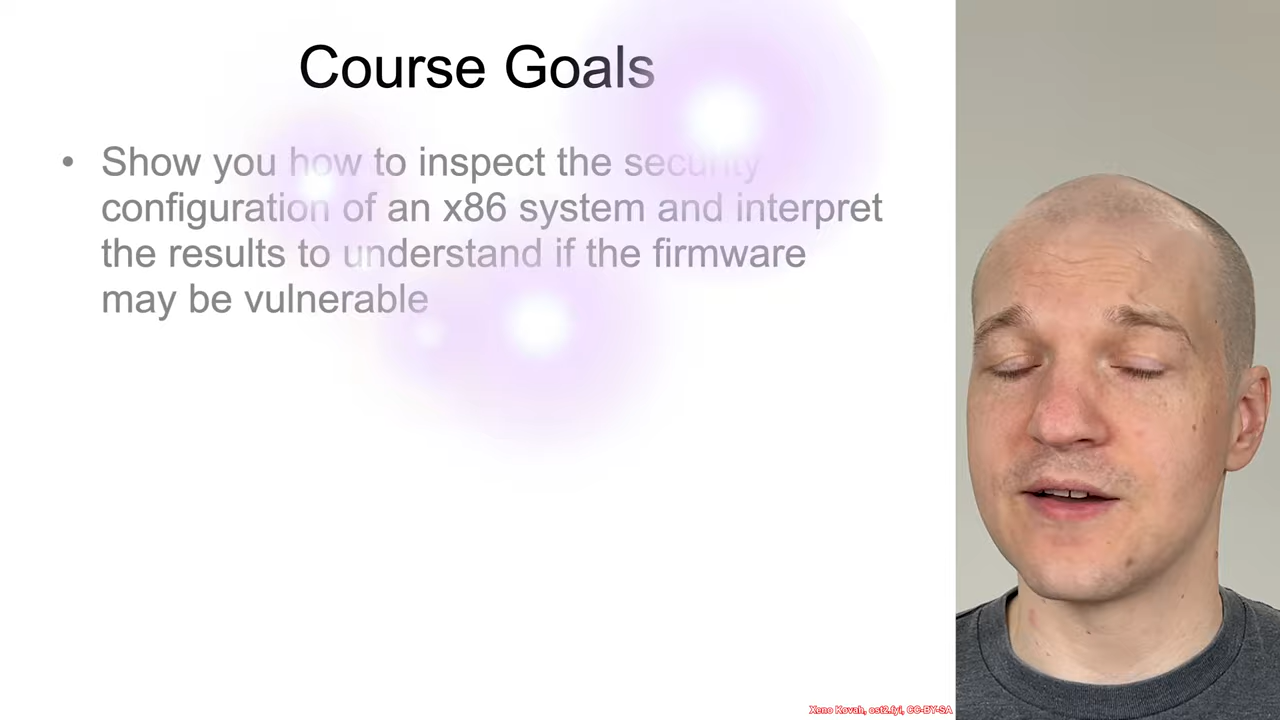 Course Goals
• Show you how to inspect the security
configuration of an x86 system and interpret
the results to understand if the firmware
may be vulnerable
Xeno Kovah, ost2.fyi, CC-BY-SA